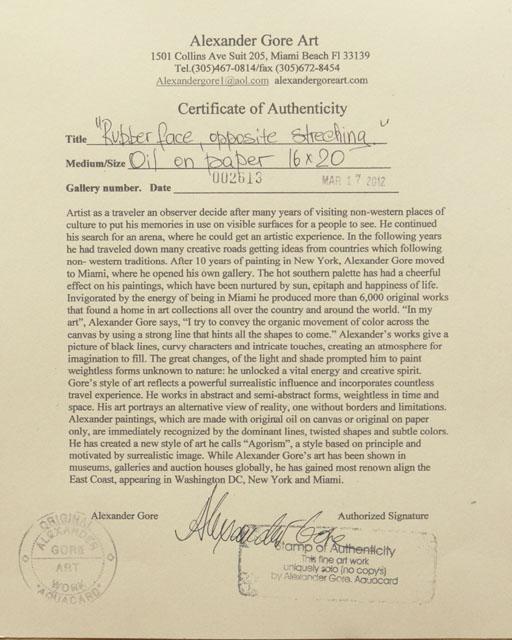 Alexander Gore Art
1501 Collins Ave Suit 205, Miami Beach Fl 33139
Tel.(305)467-0814/fax (305)672-8454
Alexandergore1@aol.com alexandergoreart.com
Certificate of Authenticity
Title "Rubber face, opposite streching"
Medium/Size Oil on paper 16x20
Gallery number. Date 002613 MAR 17 2012
Artist as a traveler an observer decide after many years of visiting non-western places of
culture to put his memories in use on visible surfaces for a people to see. He continued
his search for an arena, where he could get an artistic experience. In the following years
he had traveled down many creative roads getting ideas from countries which following
non- western traditions. After 10 years of painting in New York, Alexander Gore moved
to Miami, where he opened his own gallery. The hot southern palette has had a cheerful
effect on his paintings, which have been nurtured by sun, epitaph and happiness of life.
Invigorated by the energy of being in Miami he produced more than 6,000 original works
that found a home in art collections all over the country and around the world. "In my
art", Alexander Gore says, "I try to convey the organic movement of color across the
canvas by using a strong line that hints all the shapes to come." Alexander's works give a
picture of black lines, curvy characters and intricate touches, creating an atmosphere for
imagination to fill. The great changes, of the light and shade prompted him to paint
weightless forms unknown to nature: he unlocked a vital energy and creative spirit.
Gore's style of art reflects a powerful surrealistic influence and incorporates countless
travel experience. He works in abstract and semi-abstract forms, weightless in time and
space. His art portrays an alternative view of reality, one without borders and limitations.
Alexander paintings, which are made with original oil on canvas or original on paper
only, are immediately recognized by the dominant lines, twisted shapes and subtle colors.
He has created a new style of art he calls "Agorism", a style based on principle and
motivated by surrealistic image. While Alexander Gore's art has been shown in
museums, galleries and auction houses globally, he has gained most renown align the
East Coast, appearing in Washington DC, New York and Miami.
Alexander Gore Authorized Signature
Alexander Gore
ORIGINAL
ALEXANDER
GORE
ART
WORK
"AQUACARD"
Stamp of Authenticity
This fine art work
uniquely solo (no copy's)
by Alexander Gore. Aquocard